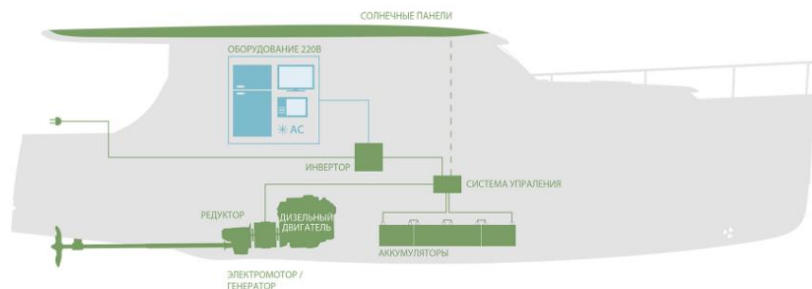 СОЛНЕЧНЫЕ ПАНЕЛИ
ОБОРУДОВАНИЕ 220В
AC
ИНВЕРТОР
СИСТЕМА УПРАЛЕНИЯ
РЕДУКТОР
ДИЗЕЛЬНЫЙ
ДВИГАТЕЛЬ
АККУМУЛЯТОРЫ
ЭЛЕКТРОМОТОР /
ГЕНЕРАТОР